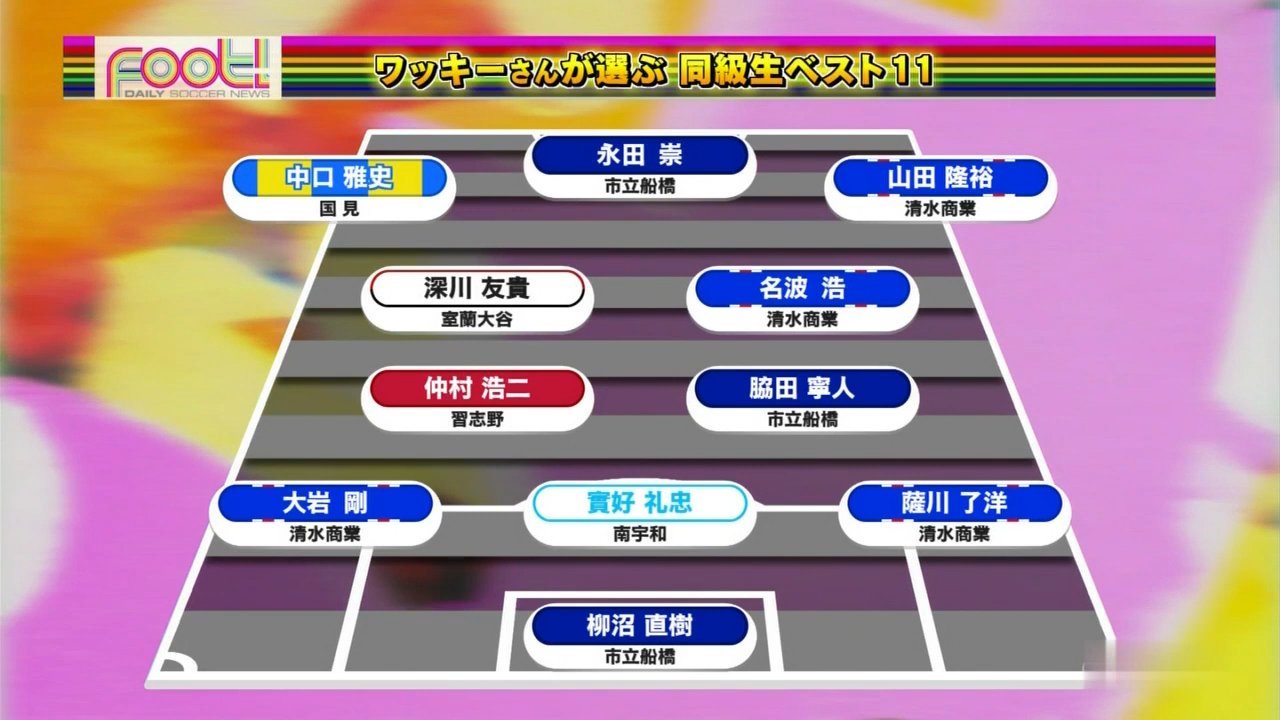 Foot!
DAILY SOCCER NEWS
ワッキーさんが選ぶ 同級生ベスト11
永田 崇
市立船橋
中口 雅史
国見
山田 隆裕
清水商業
深川 友貴
室蘭大谷
名波 浩
清水商業
仲村 浩二
習志野
脇田 寧人
市立船橋
大岩 剛
清水商業
實好 礼忠
南宇和
薩川 了洋
清水商業
柳沼 直樹
市立船橋